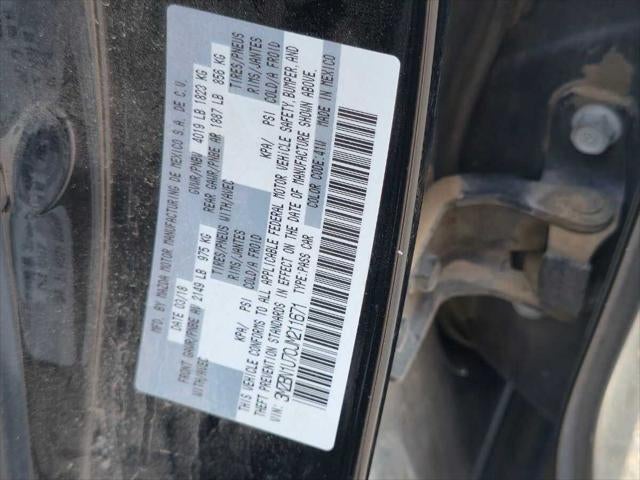 MFD. BY MAZDA MOTOR MANUFACTURING DE MEXICO S.A. DE C.V.
DATE 03/18 GVWR/PNBV 4019 LB 1823 KG
FRONT GAWR/PNBE AV 2149 LB 975 KG REAR GAWR/PNBE AR 1887 LB 856 KG
WITH/AVEC TIRES/PNEUS WITH/AVEC TIRES/PNEUS
RIMS/JANTES RIMS/JANTES
KPA/ PSI COLD/A FROID KPA/ PSI COLD/A FROID
THIS VEHICLE CONFORMS TO ALL APPLICABLE FEDERAL MOTOR VEHICLE SAFETY, BUMPER, AND
THEFT PREVENTION STANDARDS IN EFFECT ON THE DATE OF MANUFACTURE SHOWN ABOVE.
VIN: TYPE: PASS CAR COLOR CODE: 41W MADE IN MEXICO